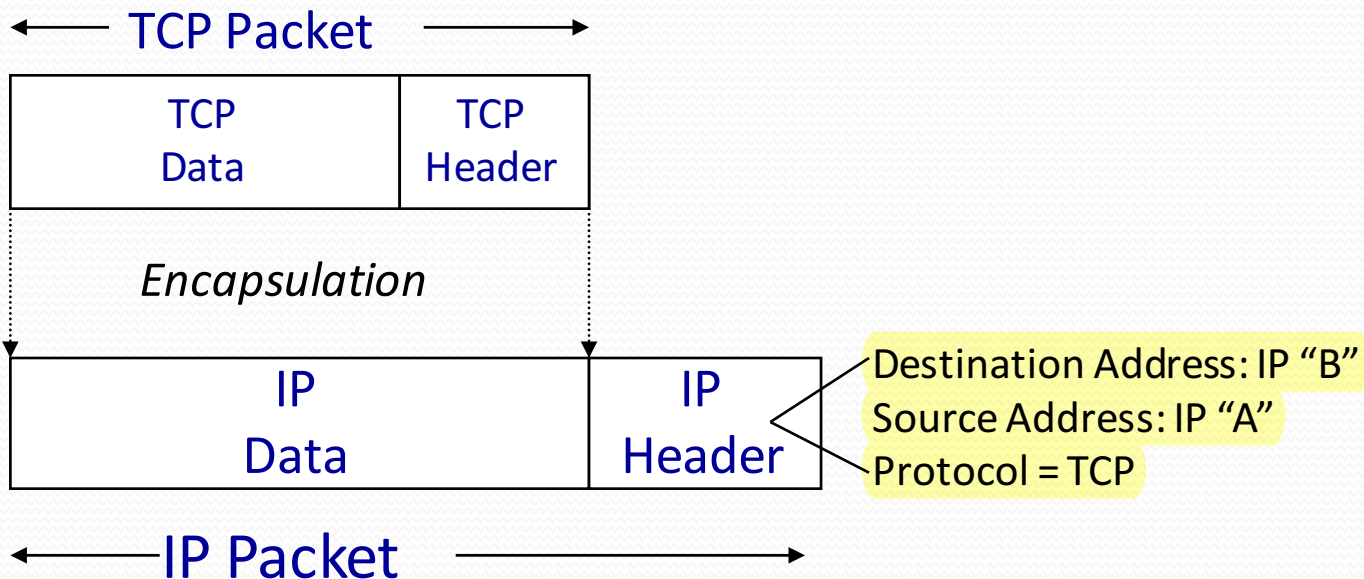 TCP Packet
TCP
Data
TCP
Header
Encapsulation
IP
Data
IP
Header
Destination Address: IP “B”
Source Address: IP “A”
Protocol = TCP
IP Packet